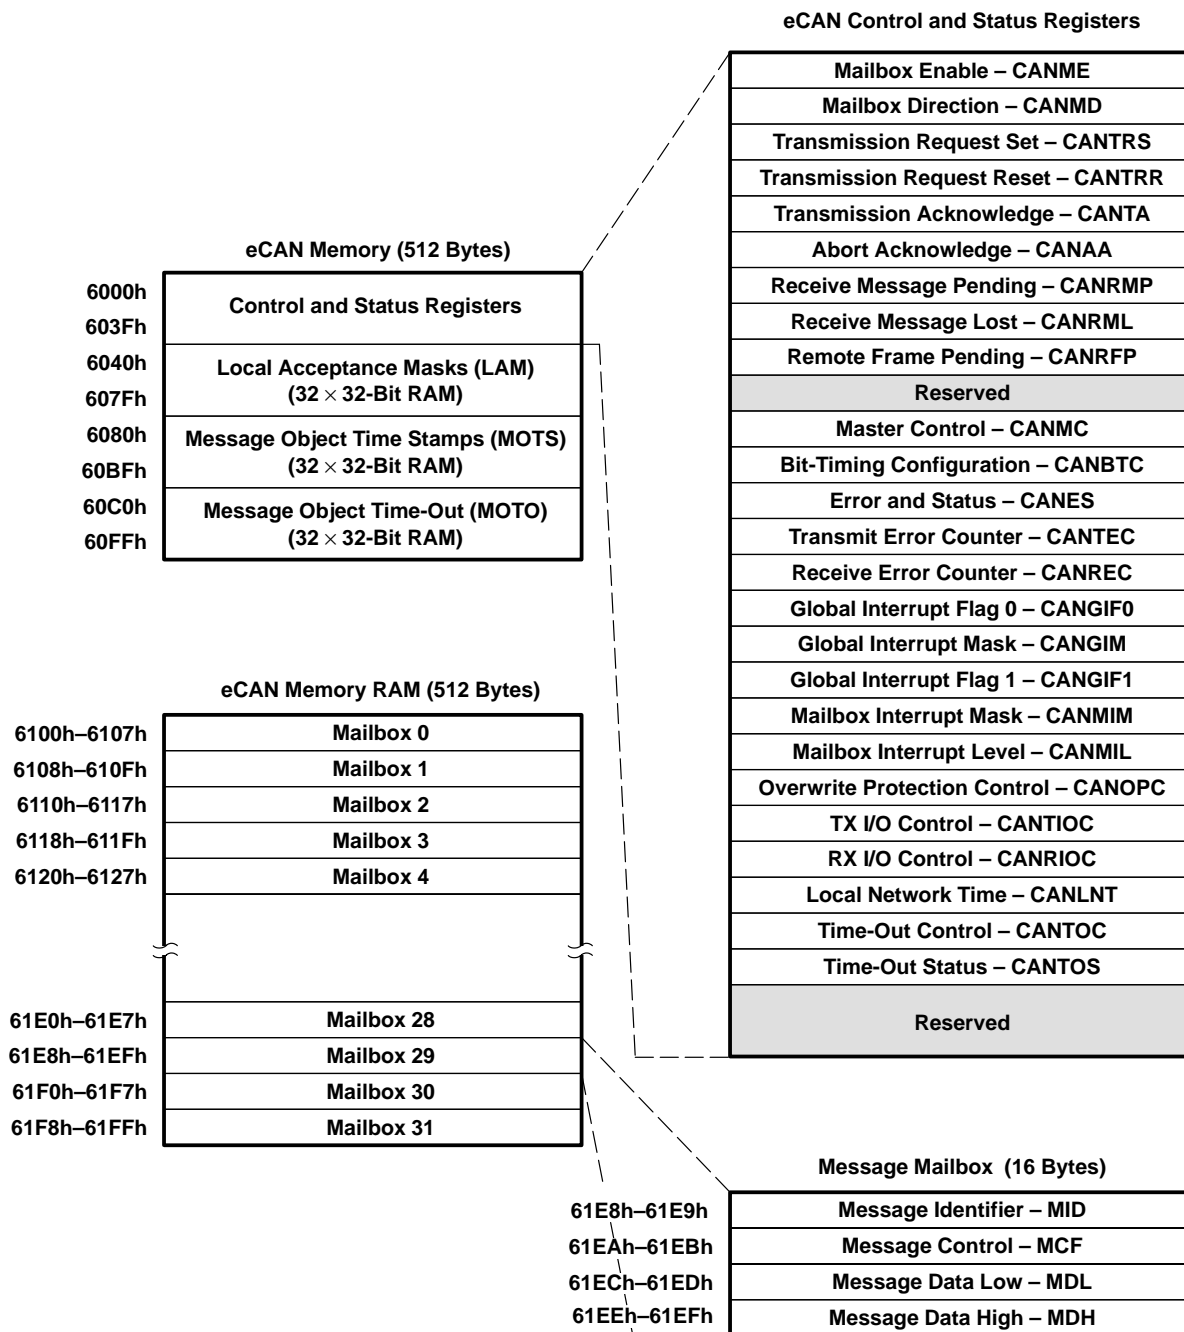 eCAN Control and Status Registers
Mailbox Enable – CANME
Mailbox Direction – CANMD
Transmission Request Set – CANTRS
Transmission Request Reset – CANTRR
Transmission Acknowledge – CANTA
Abort Acknowledge – CANAA
Receive Message Pending – CANRMP
Receive Message Lost – CANRML
Remote Frame Pending – CANRFP
Reserved
Master Control – CANMC
Bit-Timing Configuration – CANBTC
Error and Status – CANES
Transmit Error Counter – CANTEC
Receive Error Counter – CANREC
Global Interrupt Flag 0 – CANGIF0
Global Interrupt Mask – CANGIM
Global Interrupt Flag 1 – CANGIF1
Mailbox Interrupt Mask – CANMIM
Mailbox Interrupt Level – CANMIL
Overwrite Protection Control – CANOPC
TX I/O Control – CANTIOC
RX I/O Control – CANRIOC
Local Network Time – CANLNT
Time-Out Control – CANTOC
Time-Out Status – CANTOS
Reserved
eCAN Memory (512 Bytes)
6000h
Control and Status Registers
603Fh
6040h
Local Acceptance Masks (LAM)
(32 × 32-Bit RAM)
607Fh
6080h
Message Object Time Stamps (MOTS)
(32 × 32-Bit RAM)
60BFh
60C0h
Message Object Time-Out (MOTO)
(32 × 32-Bit RAM)
60FFh
eCAN Memory RAM (512 Bytes)
6100h–6107h Mailbox 0
6108h–610Fh Mailbox 1
6110h–6117h Mailbox 2
6118h–611Fh Mailbox 3
6120h–6127h Mailbox 4
61E0h–61E7h Mailbox 28
61E8h–61EFh Mailbox 29
61F0h–61F7h Mailbox 30
61F8h–61FFh Mailbox 31
Message Mailbox (16 Bytes)
61E8h–61E9h Message Identifier – MID
61EAh–61EBh Message Control – MCF
61ECh–61EDh Message Data Low – MDL
61EEh–61EFh Message Data High – MDH